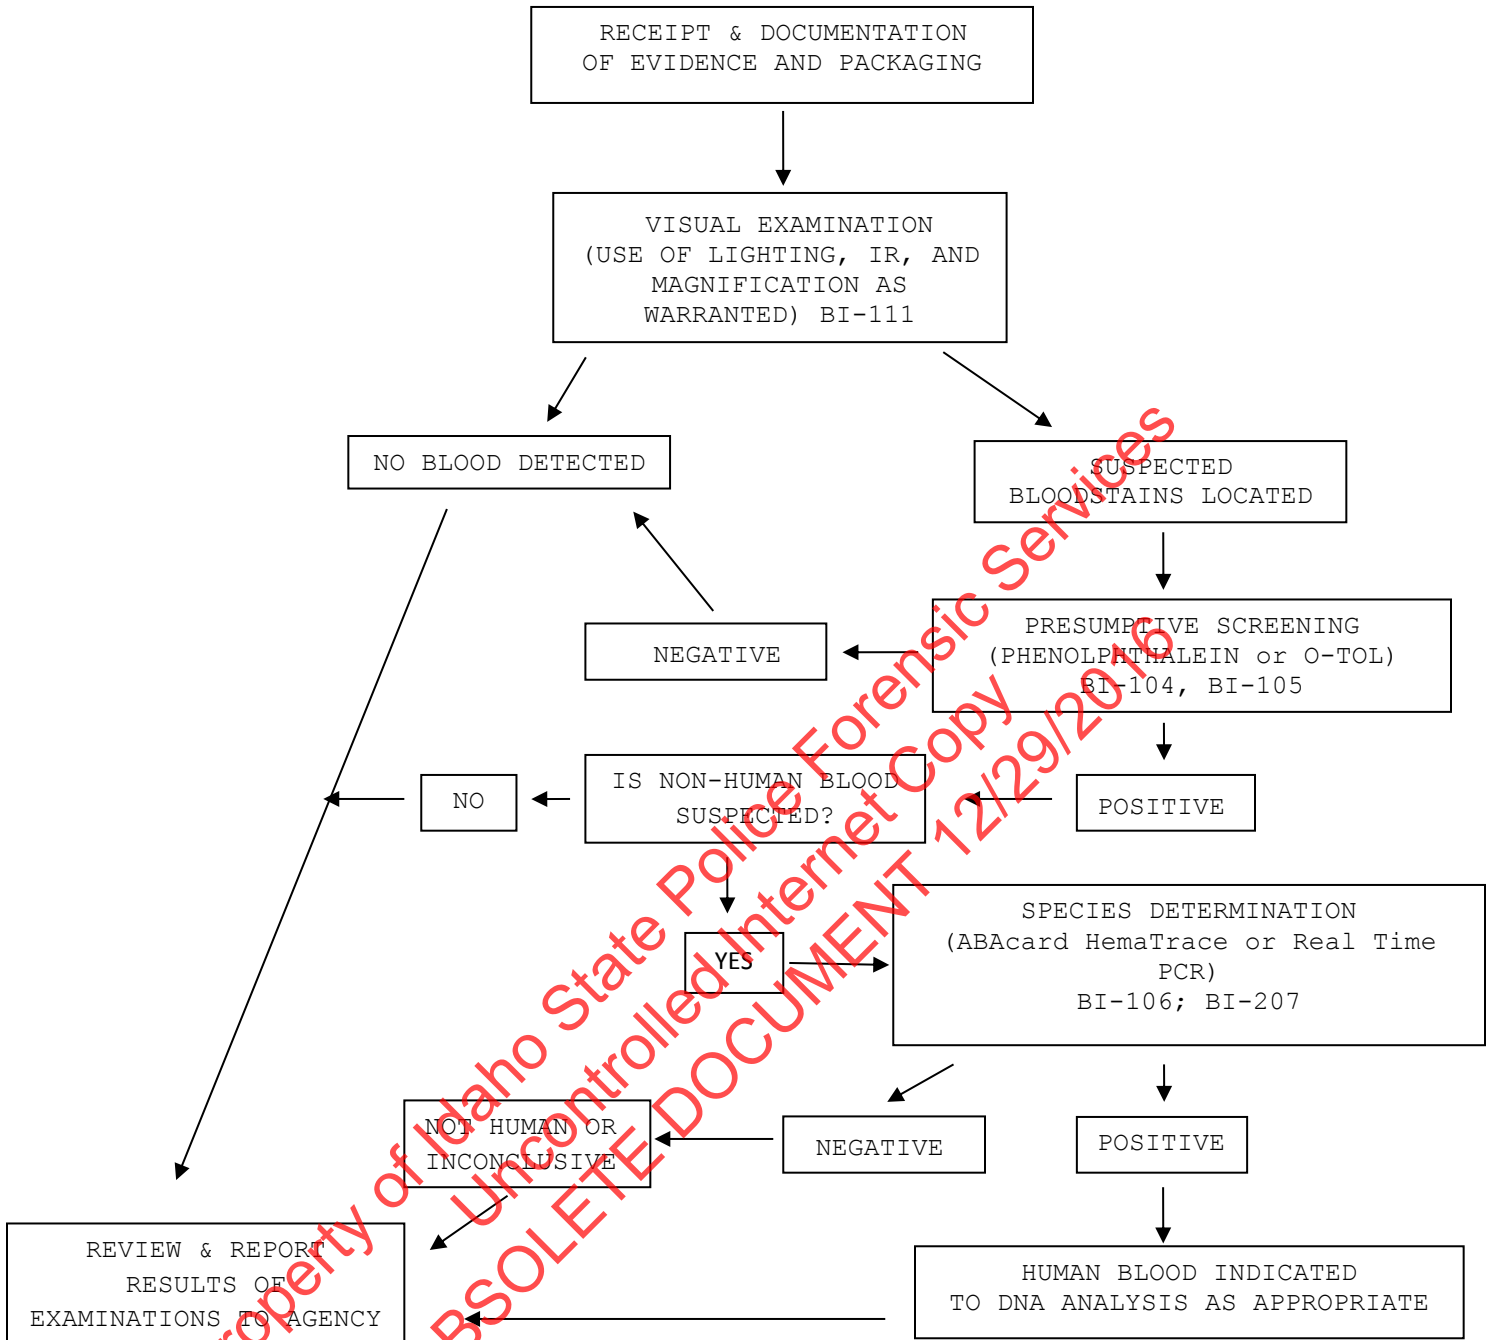 RECEIPT & DOCUMENTATION
OF EVIDENCE AND PACKAGING
VISUAL EXAMINATION
(USE OF LIGHTING, IR, AND
MAGNIFICATION AS
WARRANTED) BI-111
NO BLOOD DETECTED
SUSPECTED
BLOODSTAINS LOCATED
PRESUMPTIVE SCREENING
(PHENOLPHTHALEIN or O-TOL)
BI-104, BI-105
NEGATIVE
POSITIVE
IS NON-HUMAN BLOOD
SUSPECTED?
NO
YES
SPECIES DETERMINATION
(ABAcard HemaTrace or Real Time
PCR)
BI-106; BI-207
NEGATIVE
POSITIVE
NOT HUMAN OR
INCONCLUSIVE
REVIEW & REPORT
RESULTS OF
EXAMINATIONS TO AGENCY
HUMAN BLOOD INDICATED
TO DNA ANALYSIS AS APPROPRIATE
roperty of Idaho State Police Forensic Services
Uncontrolled Internet Copy
BSOLETE DOCUMENT 12/29/2016